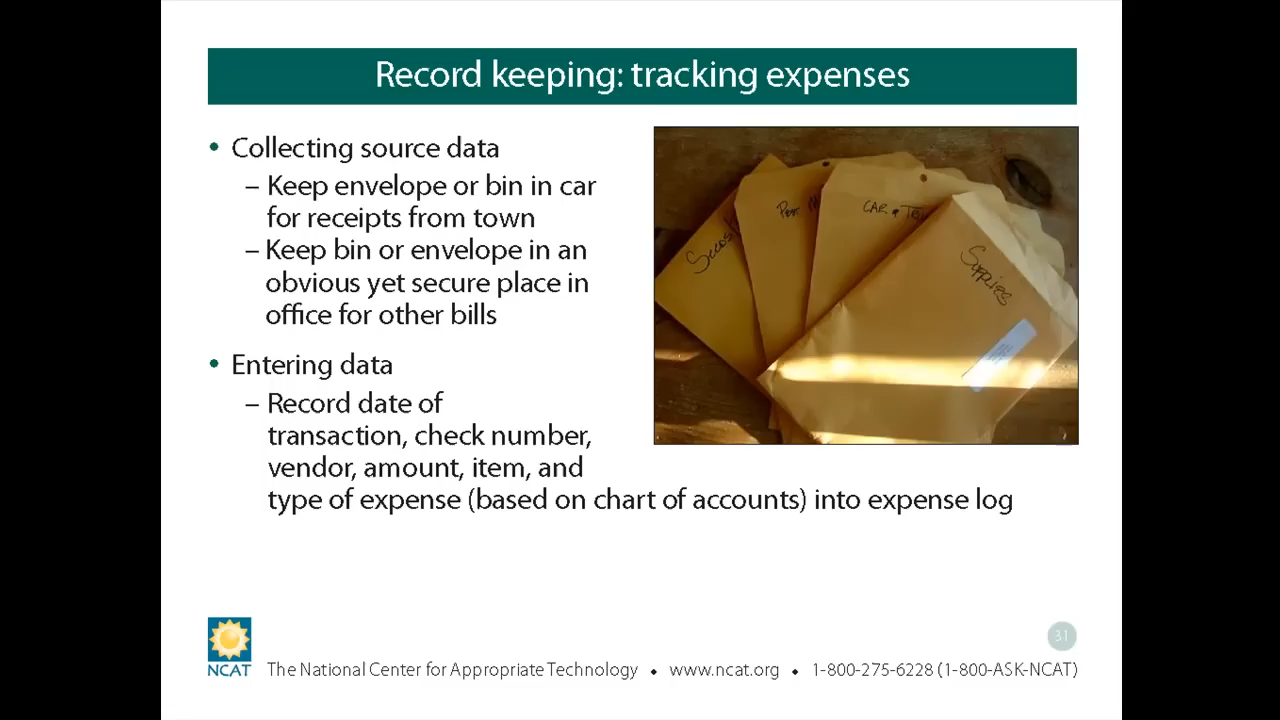 Record keeping: tracking expenses
• Collecting source data
– Keep envelope or bin in car
for receipts from town
– Keep bin or envelope in an
obvious yet secure place in
office for other bills
• Entering data
– Record date of
transaction, check number,
vendor, amount, item, and
type of expense (based on chart of accounts) into expense log
Seeds
CAR &
Supplies
31
NCAT
The National Center for Appropriate Technology • www.ncat.org • 1-800-275-6228 (1-800-ASK-NCAT)